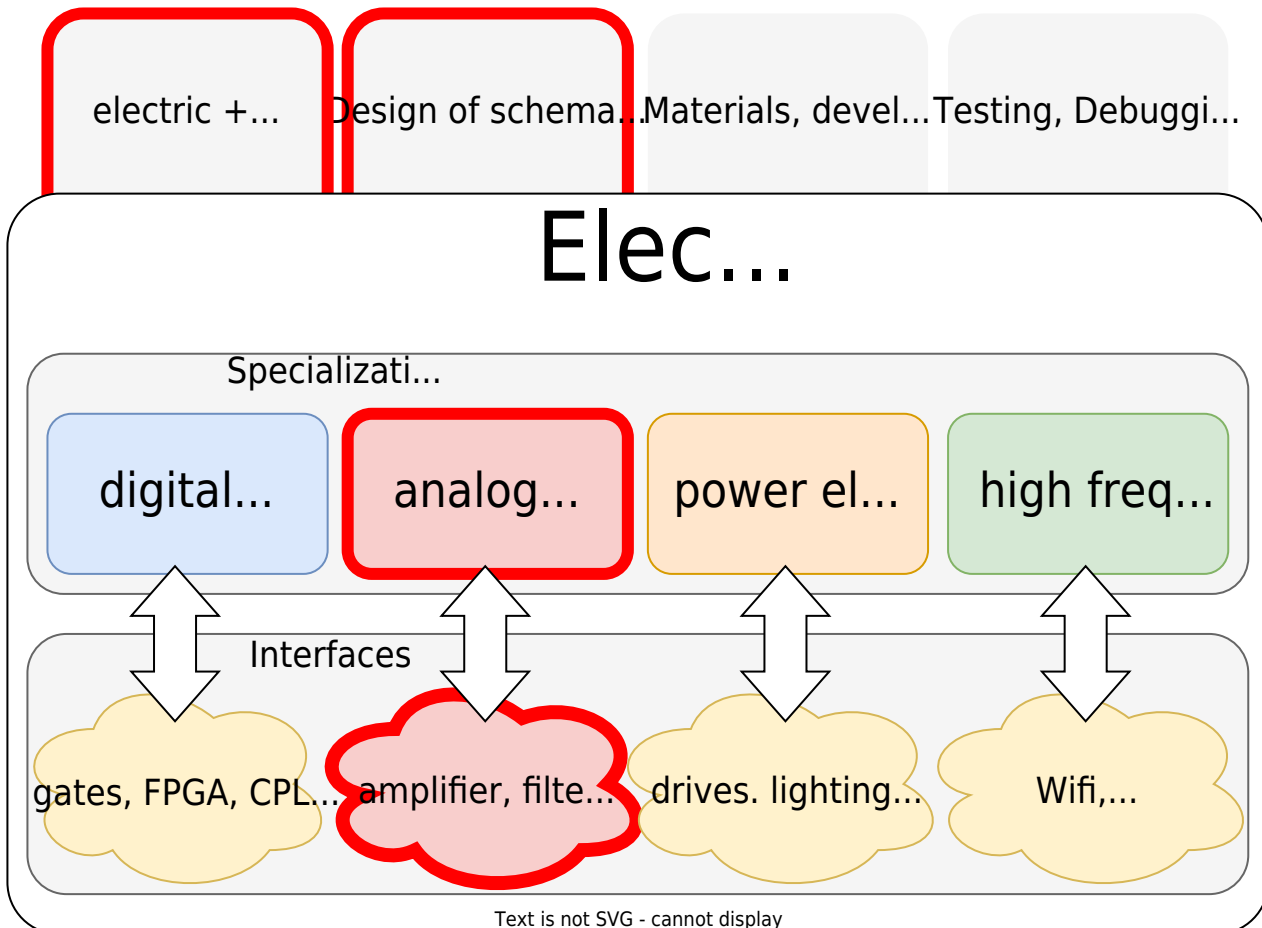 electric +...
Design of schema...
Materials, devel...
Testing, Debuggi...
Elec...
Specializati...
digital...
analog...
power el...
high freq...
Interfaces
gates, FPGA, CPL...
amplifier, filte...
drives. lighting...
Wifi,...
Text is not SVG - cannot display